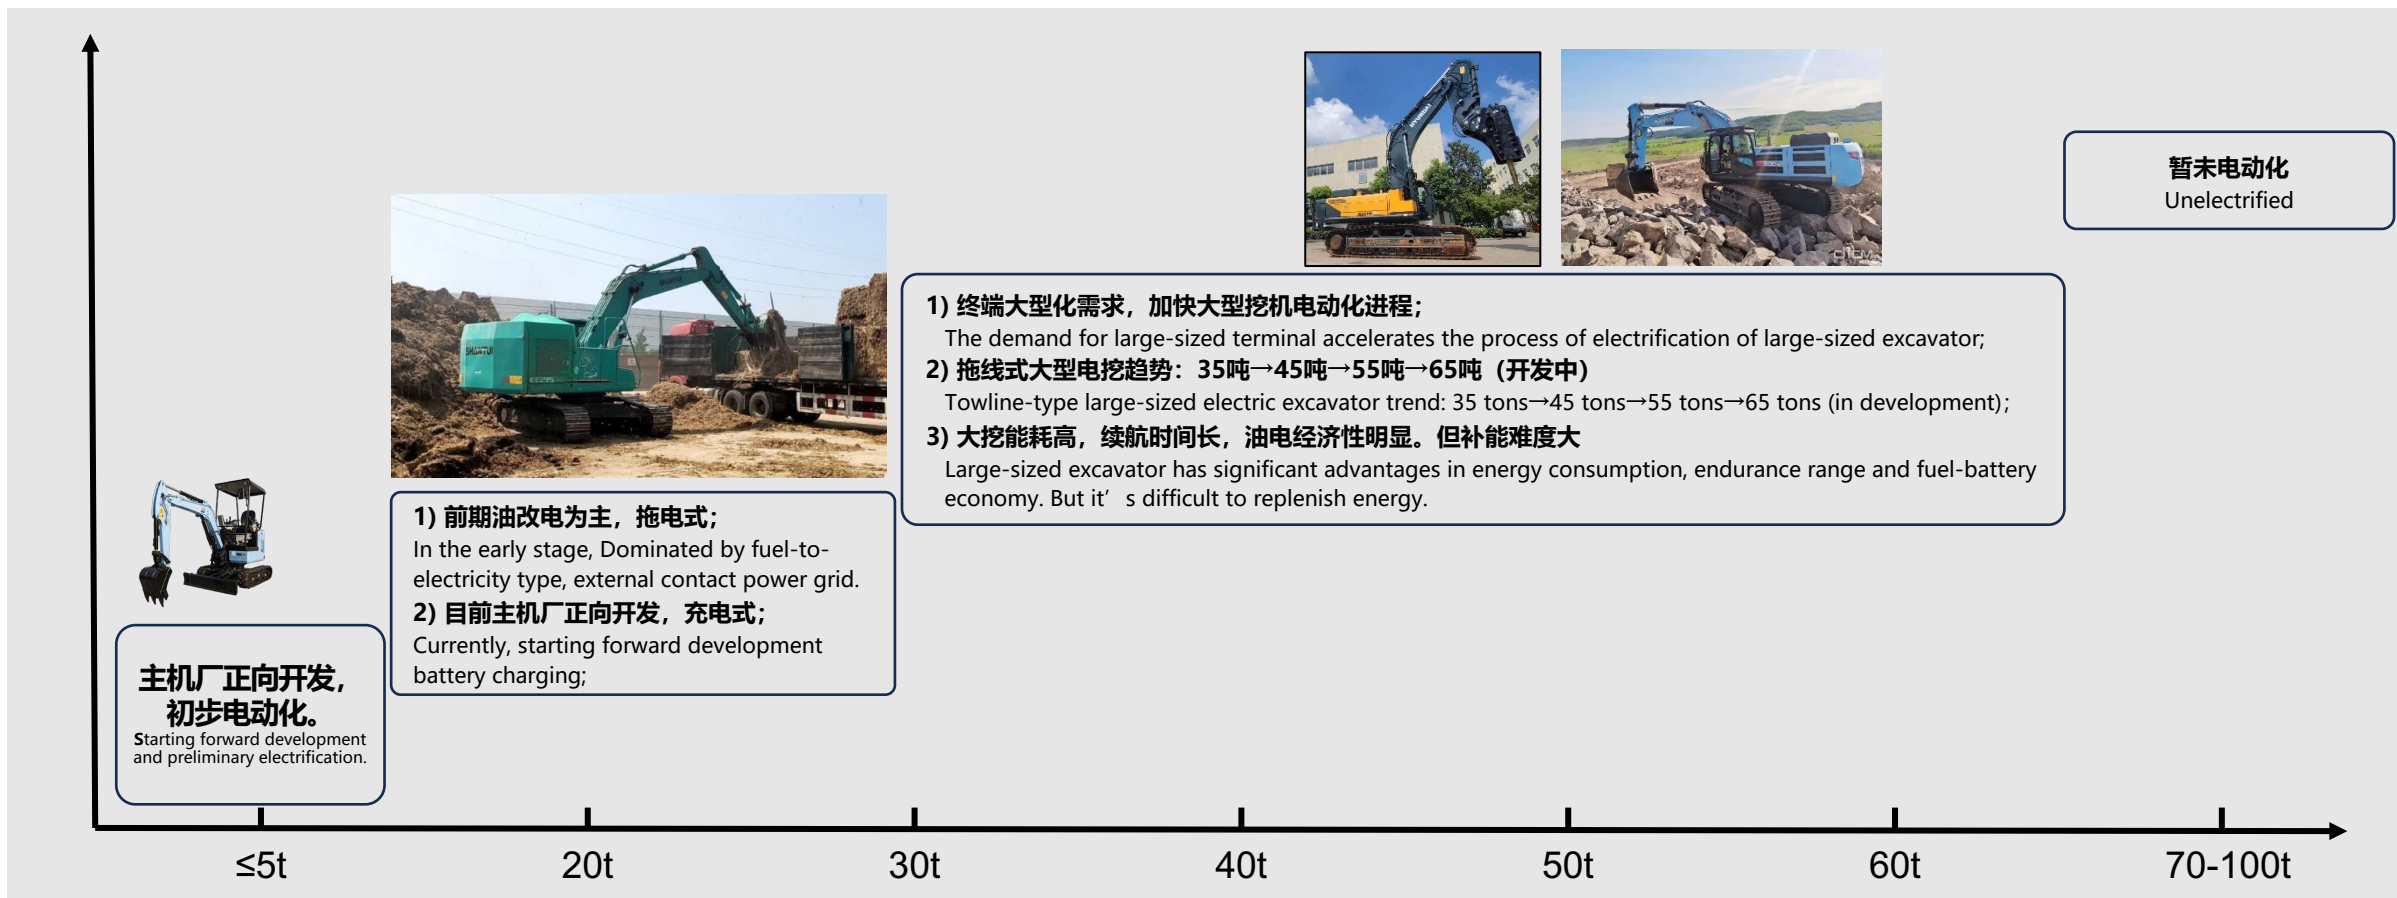 暂未电动化
Unelectrified
HYUNDAI
SHANTUI
1) 终端大型化需求，加快大型挖机电动化进程；
The demand for large-sized terminal accelerates the process of electrification of large-sized excavator;
2) 拖线式大型电挖趋势：35吨→45吨→55吨→65吨（开发中）
Towline-type large-sized electric excavator trend: 35 tons→45 tons→55 tons→65 tons (in development)；
3) 大挖能耗高，续航时间长，油电经济性明显。但补能难度大
Large-sized excavator has significant advantages in energy consumption, endurance range and fuel-battery
economy. But it’ s difficult to replenish energy.
1) 前期油改电为主，拖电式；
In the early stage, Dominated by fuel-to-
electricity type, external contact power grid.
2) 目前主机厂正向开发，充电式；
Currently, starting forward development
battery charging;
主机厂正向开发，
初步电动化。
Starting forward development
and preliminary electrification.
≤5t
20t
30t
40t
50t
60t
70-100t